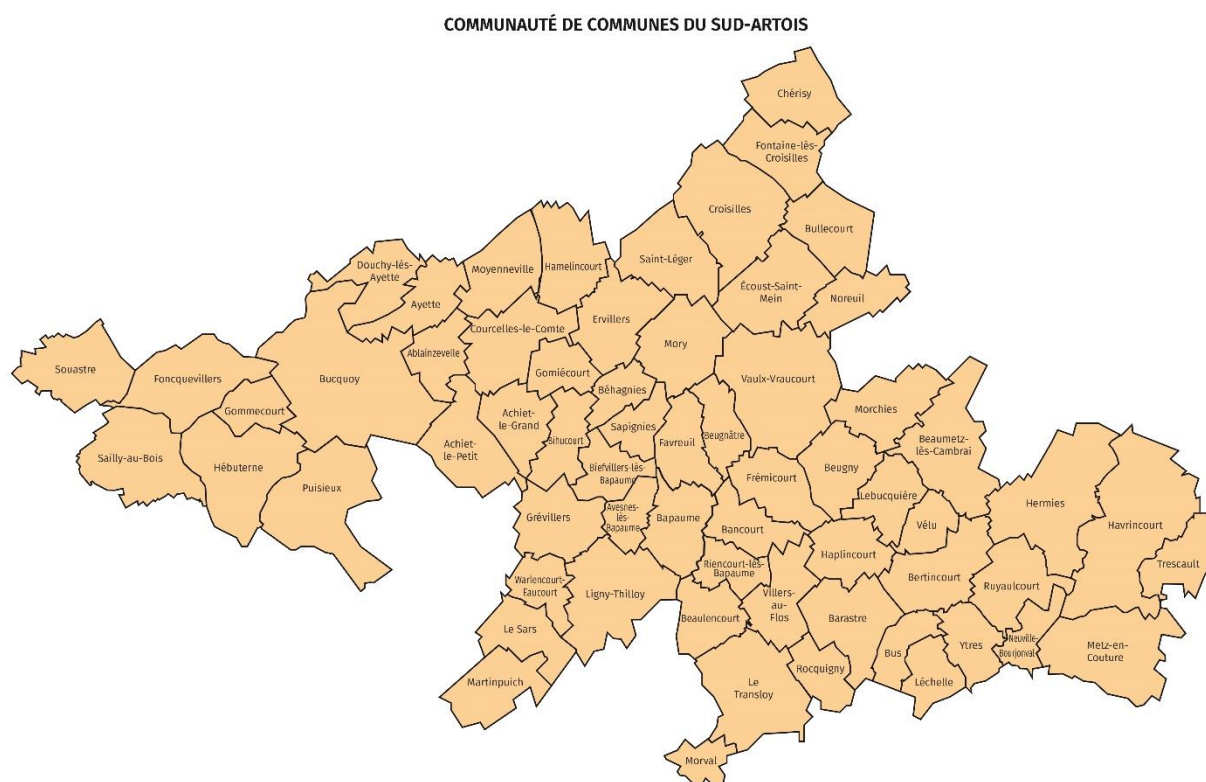 COMMUNAUTÉ DE COMMUNES DU SUD-ARTOIS
Chérisy
Fontaine-lès-
Croisilles
Croisilles
Bullecourt
Saint-Léger
Douchy-lès-
Ayette
Moyenneville
Hamelincourt
Écoust-Saint-
Mein
Noreuil
Ayette
Ervillers
Courcelles-le-Comte
Mory
Ablainzevelle
Souastre
Foncquevillers
Bucquoy
Gomiécourt
Vaulx-Vraucourt
Béhagnies
Gommecourt
Morchies
Achiet-
le-Grand
Sapignies
Beugnâtre
Achiet-
le-Petit
Bihucourt
Favreuil
Beaumetz-
lès-Cambrai
Sailly-au-Bois
Hébuterne
Biefvillers-lès-
Bapaume
Beugny
Frémicourt
Puisieux
Lebucquière
Hermies
Grévillers
Avesnes-
lès-
Bapaume
Bapaume
Bancourt
Vélu
Havrincourt
Haplincourt
Trescault
Riencourt-lès-
Bapaume
Warlencourt-
Eaucourt
Ligny-Thilloy
Bertincourt
Ruyaulcourt
Villers-
au-
Flos
Beaulencourt
Barastre
Le Sars
Neuville-
Bourjonval
Ytres
Metz-en-
Couture
Bus
Rocquigny
Léchelle
Martinpuich
Le
Transloy
Morval